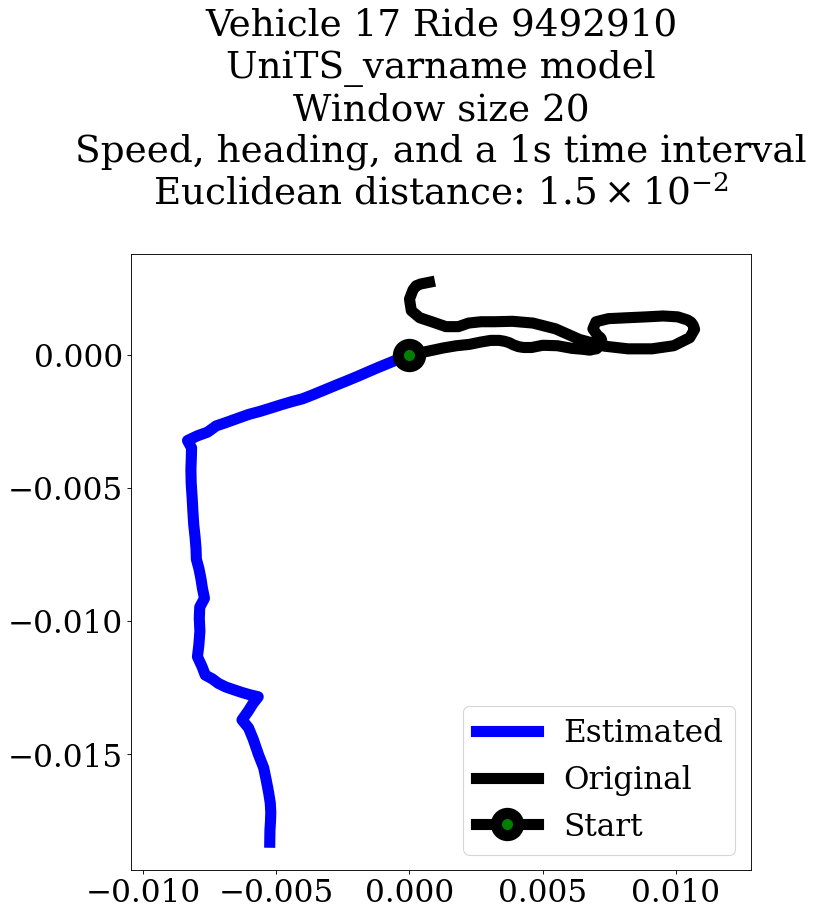 Vehicle 17 Ride 9492910
UniTS_varname model
Window size 20
Speed, heading, and a 1s time interval
Euclidean distance: 1.5 × 10⁻²
0.000
−0.005
−0.010
−0.015
Estimated
Original
Start
−0.010 −0.005 0.000 0.005 0.010